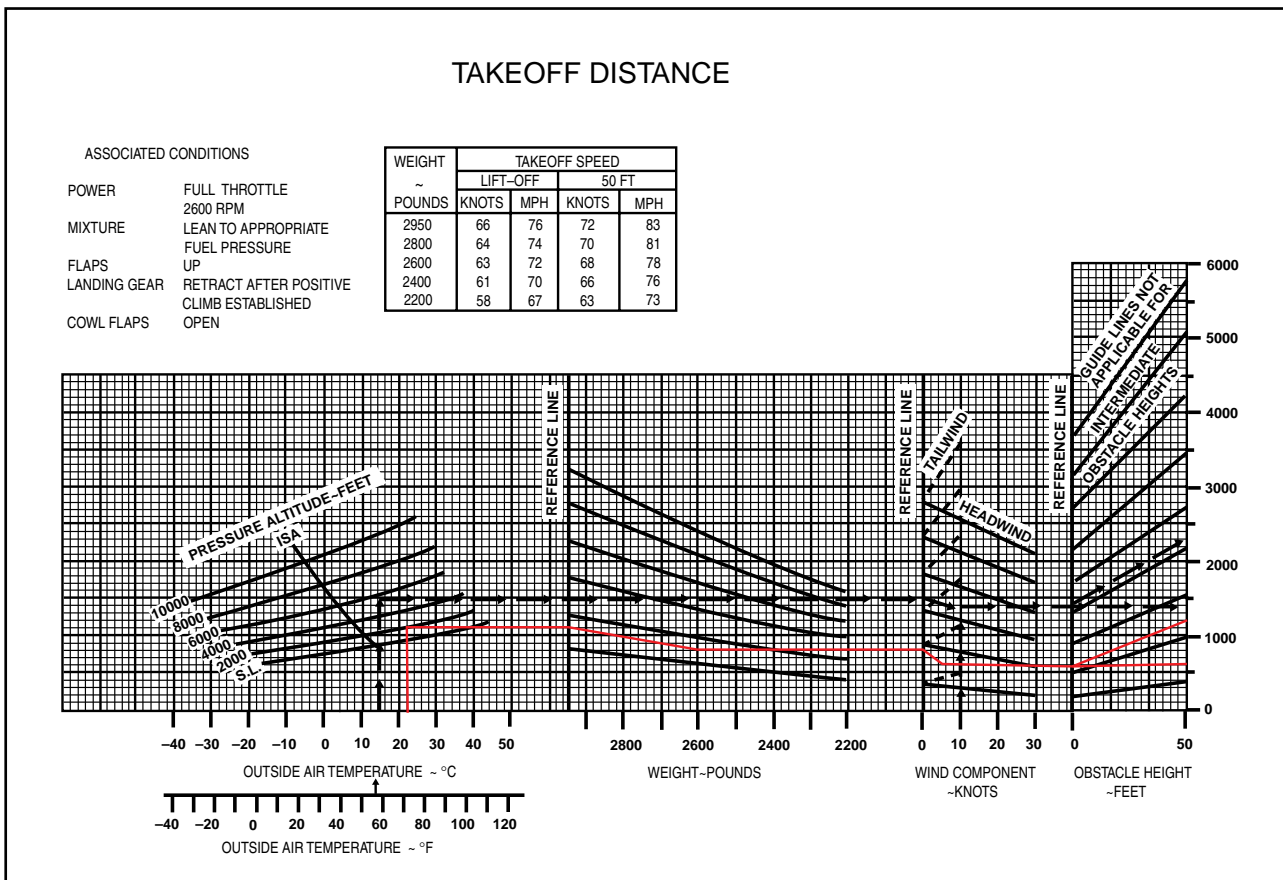 TAKEOFF DISTANCE
ASSOCIATED CONDITIONS
POWER FULL THROTTLE
2600 RPM
MIXTURE LEAN TO APPROPRIATE
FUEL PRESSURE
FLAPS UP
LANDING GEAR RETRACT AFTER POSITIVE
CLIMB ESTABLISHED
COWL FLAPS OPEN
WEIGHT ~ POUNDS
TAKEOFF SPEED
LIFT–OFF 50 FT
KNOTS MPH KNOTS MPH
2950 66 76 72 83
2800 64 74 70 81
2600 63 72 68 78
2400 61 70 66 76
2200 58 67 63 73
PRESSURE ALTITUDE~FEET
ISA
10000
8000
6000
4000
2000
S.L.
REFERENCE LINE
REFERENCE LINE
TAILWIND
HEADWIND
REFERENCE LINE
GUIDE LINES NOT
APPLICABLE FOR
INTERMEDIATE
OBSTACLE HEIGHTS
6000
5000
4000
3000
2000
1000
0
–40 –30 –20 –10 0 10 20 30 40 50
OUTSIDE AIR TEMPERATURE ~ °C
–40 –20 0 20 40 60 80 100 120
OUTSIDE AIR TEMPERATURE ~ °F
2800 2600 2400 2200
WEIGHT~POUNDS
0 10 20 30
WIND COMPONENT
~KNOTS
0 50
OBSTACLE HEIGHT
~FEET